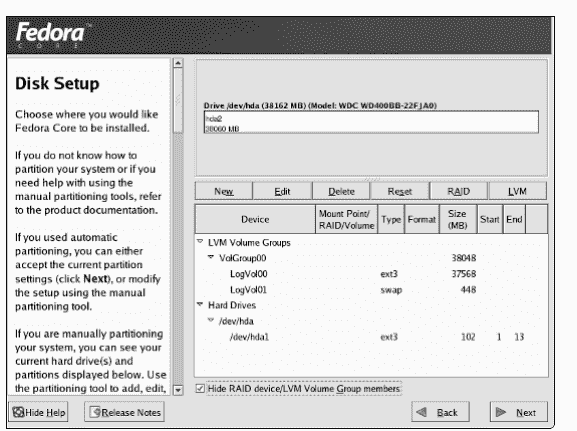 Fedora
CORE
Disk Setup
Choose where you would like
Fedora Core to be installed.
If you do not know how to
partition your system or if you
need help with using the
manual partitioning tools, refer
to the product documentation.
If you used automatic
partitioning, you can either
accept the current partition
settings (click Next), or modify
the setup using the manual
partitioning tool.
If you are manually partitioning
your system, you can see your
current hard drive(s) and
partitions displayed below. Use
the partitioning tool to add, edit,
Drive /dev/hda (38162 MB) (Model: WDC WD400BB-22FJA0)
hda2
38060 MB
New Edit Delete Reset RAID LVM
Device Mount Point/ RAID/Volume Type Format Size (MB) Start End
LVM Volume Groups
VolGroup00 38048
LogVol00 ext3 37568
LogVol01 swap 448
Hard Drives
/dev/hda
/dev/hda1 ext3 102 1 13
Hide RAID device/LVM Volume Group members
Hide Help Release Notes Back Next